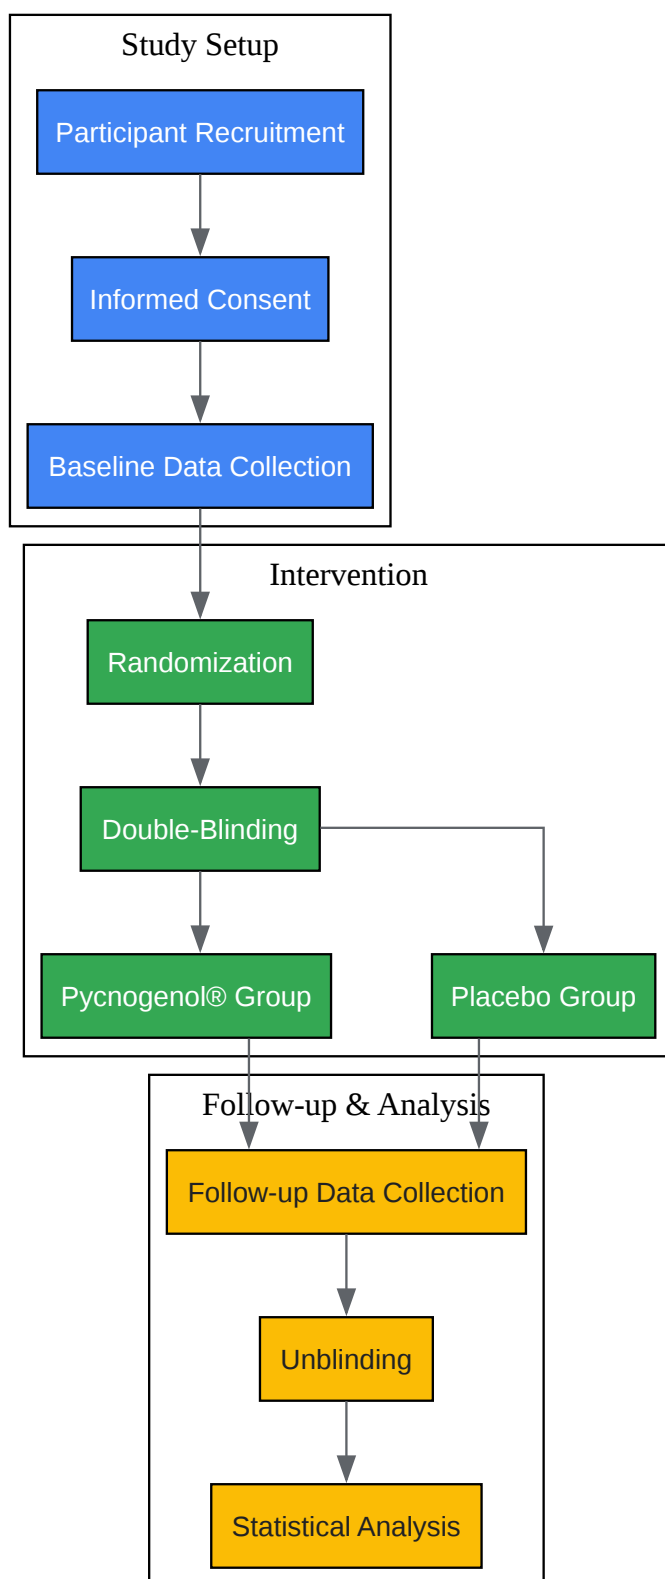 Study Setup
Participant Recruitment
Informed Consent
Baseline Data Collection
Intervention
Randomization
Double-Blinding
Pycnogenol® Group
Placebo Group
Follow-up & Analysis
Follow-up Data Collection
Unblinding
Statistical Analysis